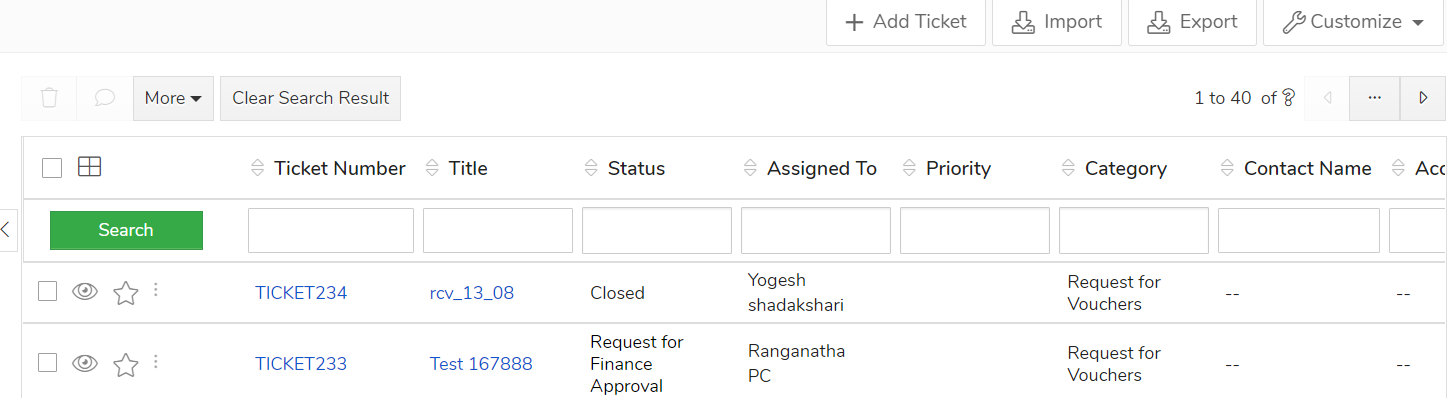 Add Ticket Import Export Customize
More Clear Search Result 1 to 40 of ?
Ticket Number Title Status Assigned To Priority Category Contact Name Acc
Search
TICKET234 rcv_13_08 Closed Yogesh shadakshari Request for Vouchers -- --
TICKET233 Test 167888 Request for Finance Approval Ranganatha PC Request for Vouchers -- --